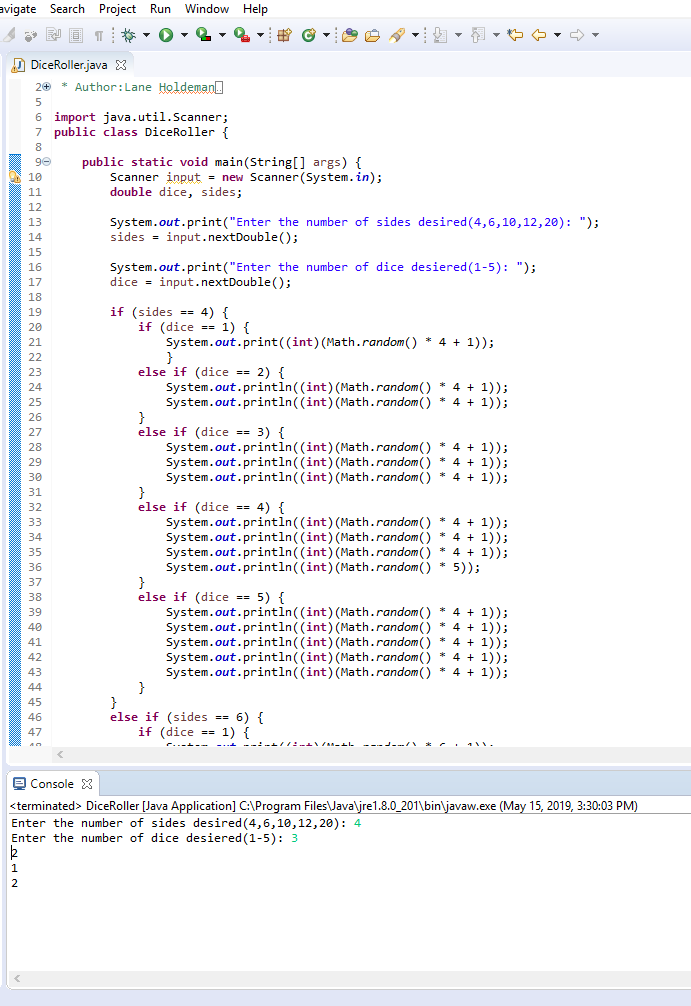 avigate Search Project Run Window Help
DiceRoller.java
2 * Author:Lane Holdeman
5
6 import java.util.Scanner;
7 public class DiceRoller {
8
9 public static void main(String[] args) {
10 Scanner input = new Scanner(System.in);
11 double dice, sides;
12
13 System.out.print("Enter the number of sides desired(4,6,10,12,20): ");
14 sides = input.nextDouble();
15
16 System.out.print("Enter the number of dice desiered(1-5): ");
17 dice = input.nextDouble();
18
19 if (sides == 4) {
20 if (dice == 1) {
21 System.out.print((int)(Math.random() * 4 + 1));
22 }
23 else if (dice == 2) {
24 System.out.println((int)(Math.random() * 4 + 1));
25 System.out.println((int)(Math.random() * 4 + 1));
26 }
27 else if (dice == 3) {
28 System.out.println((int)(Math.random() * 4 + 1));
29 System.out.println((int)(Math.random() * 4 + 1));
30 System.out.println((int)(Math.random() * 4 + 1));
31 }
32 else if (dice == 4) {
33 System.out.println((int)(Math.random() * 4 + 1));
34 System.out.println((int)(Math.random() * 4 + 1));
35 System.out.println((int)(Math.random() * 4 + 1));
36 System.out.println((int)(Math.random() * 5));
37 }
38 else if (dice == 5) {
39 System.out.println((int)(Math.random() * 4 + 1));
40 System.out.println((int)(Math.random() * 4 + 1));
41 System.out.println((int)(Math.random() * 4 + 1));
42 System.out.println((int)(Math.random() * 4 + 1));
43 System.out.println((int)(Math.random() * 4 + 1));
44 }
45 }
46 else if (sides == 6) {
47 if (dice == 1) {
48 System.out.print((int)(Math.random() * 6 + 1));
Console
<terminated> DiceRoller [Java Application] C:\Program Files\Java\jre1.8.0_201\bin\javaw.exe (May 15, 2019, 3:30:03 PM)
Enter the number of sides desired(4,6,10,12,20): 4
Enter the number of dice desiered(1-5): 3
2
1
2